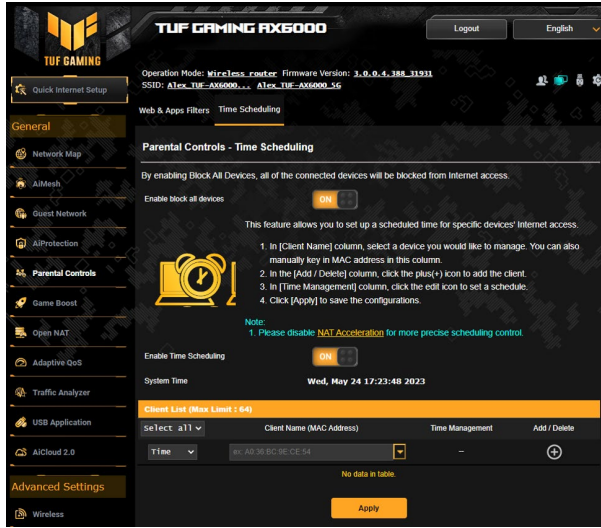 TUF GAMING AX6000
Logout
English
TUF GAMING
Quick Internet Setup
General
Network Map
AiMesh
Guest Network
AiProtection
Parental Controls
Game Boost
Open NAT
Adaptive QoS
Traffic Analyzer
USB Application
AiCloud 2.0
Advanced Settings
Wireless
Operation Mode: Wireless router Firmware Version: 3.0.0.4.388_31931
SSID: Alex_TUF-AX6000... Alex_TUF-AX6000_5G
Web & Apps Filters Time Scheduling
Parental Controls - Time Scheduling
By enabling Block All Devices, all of the connected devices will be blocked from Internet access.
Enable block all devices ON
This feature allows you to set up a scheduled time for specific devices' Internet access.
1. In [Client Name] column, select a device you would like to manage. You can also
manually key in MAC address in this column.
2. In the [Add / Delete] column, click the plus(+) icon to add the client.
3. In [Time Management] column, click the edit icon to set a schedule.
4. Click [Apply] to save the configurations.
Note:
1. Please disable NAT Acceleration for more precise scheduling control.
Enable Time Scheduling ON
System Time Wed, May 24 17:23:48 2023
Client List (Max Limit : 64)
Select all Client Name (MAC Address) Time Management Add / Delete
Time ex: A0:36:BC:9E:CE:54 –
No data in table.
Apply